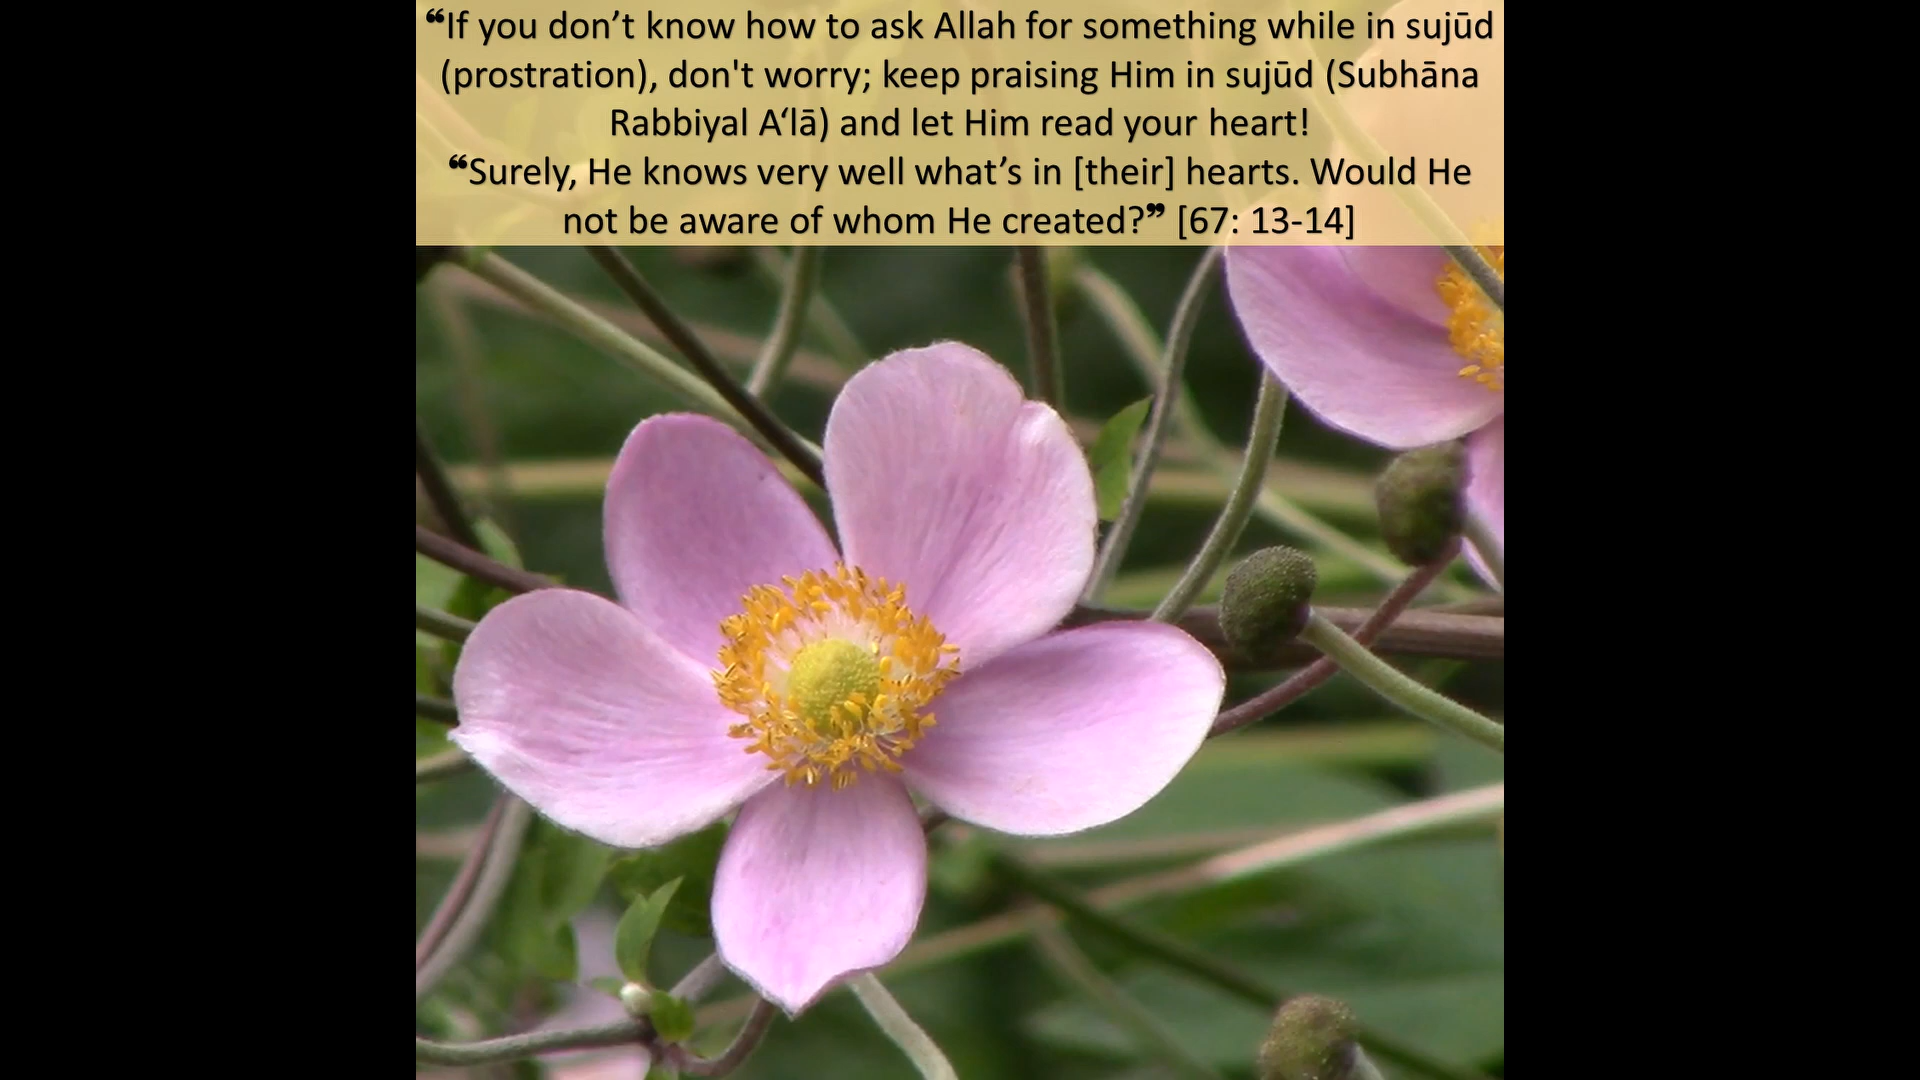 ❝If you don’t know how to ask Allah for something while in sujūd
(prostration), don't worry; keep praising Him in sujūd (Subhāna
Rabbiyal A‘lā) and let Him read your heart!
❝Surely, He knows very well what’s in [their] hearts. Would He
not be aware of whom He created?❞ [67: 13-14]